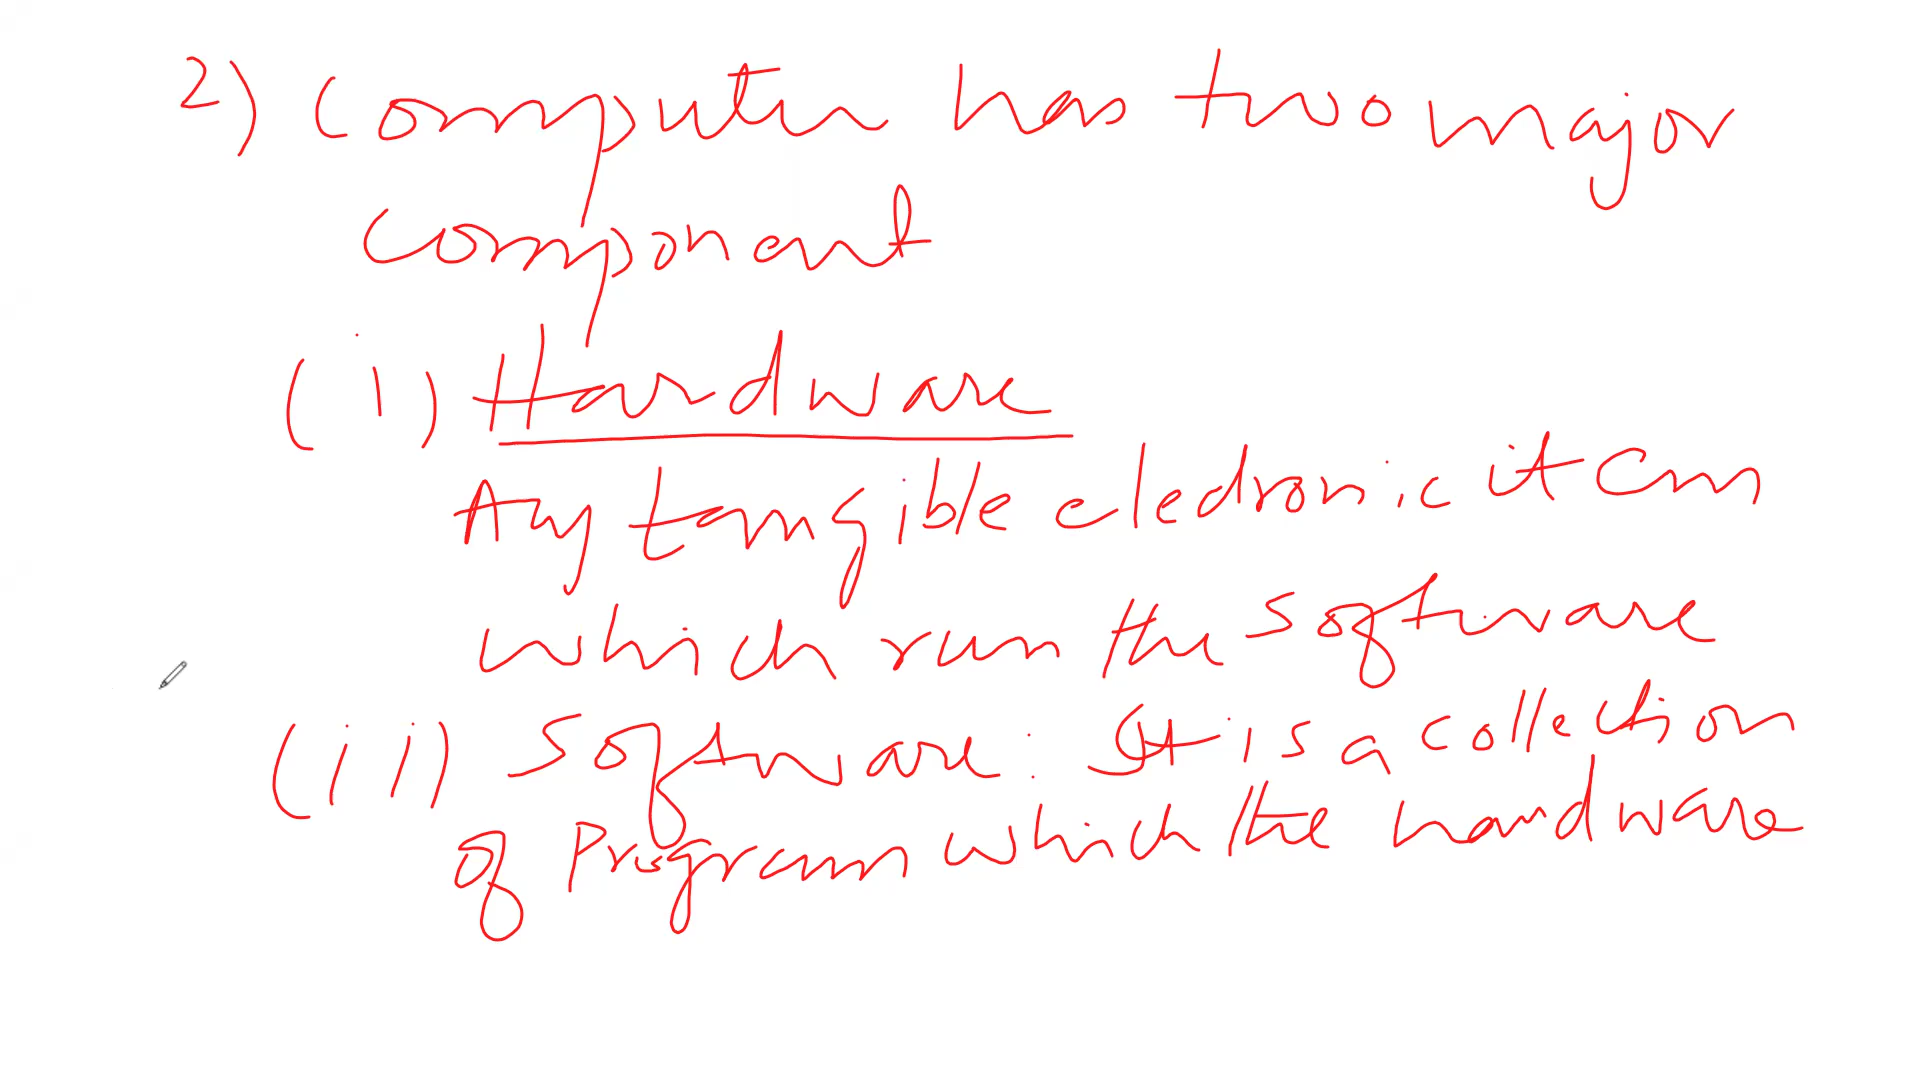 2) Computer has two major
component
(i) Hardware
Any tangible electronic item
which run the software
(ii) Software: It is a collection
of Program which the hardware